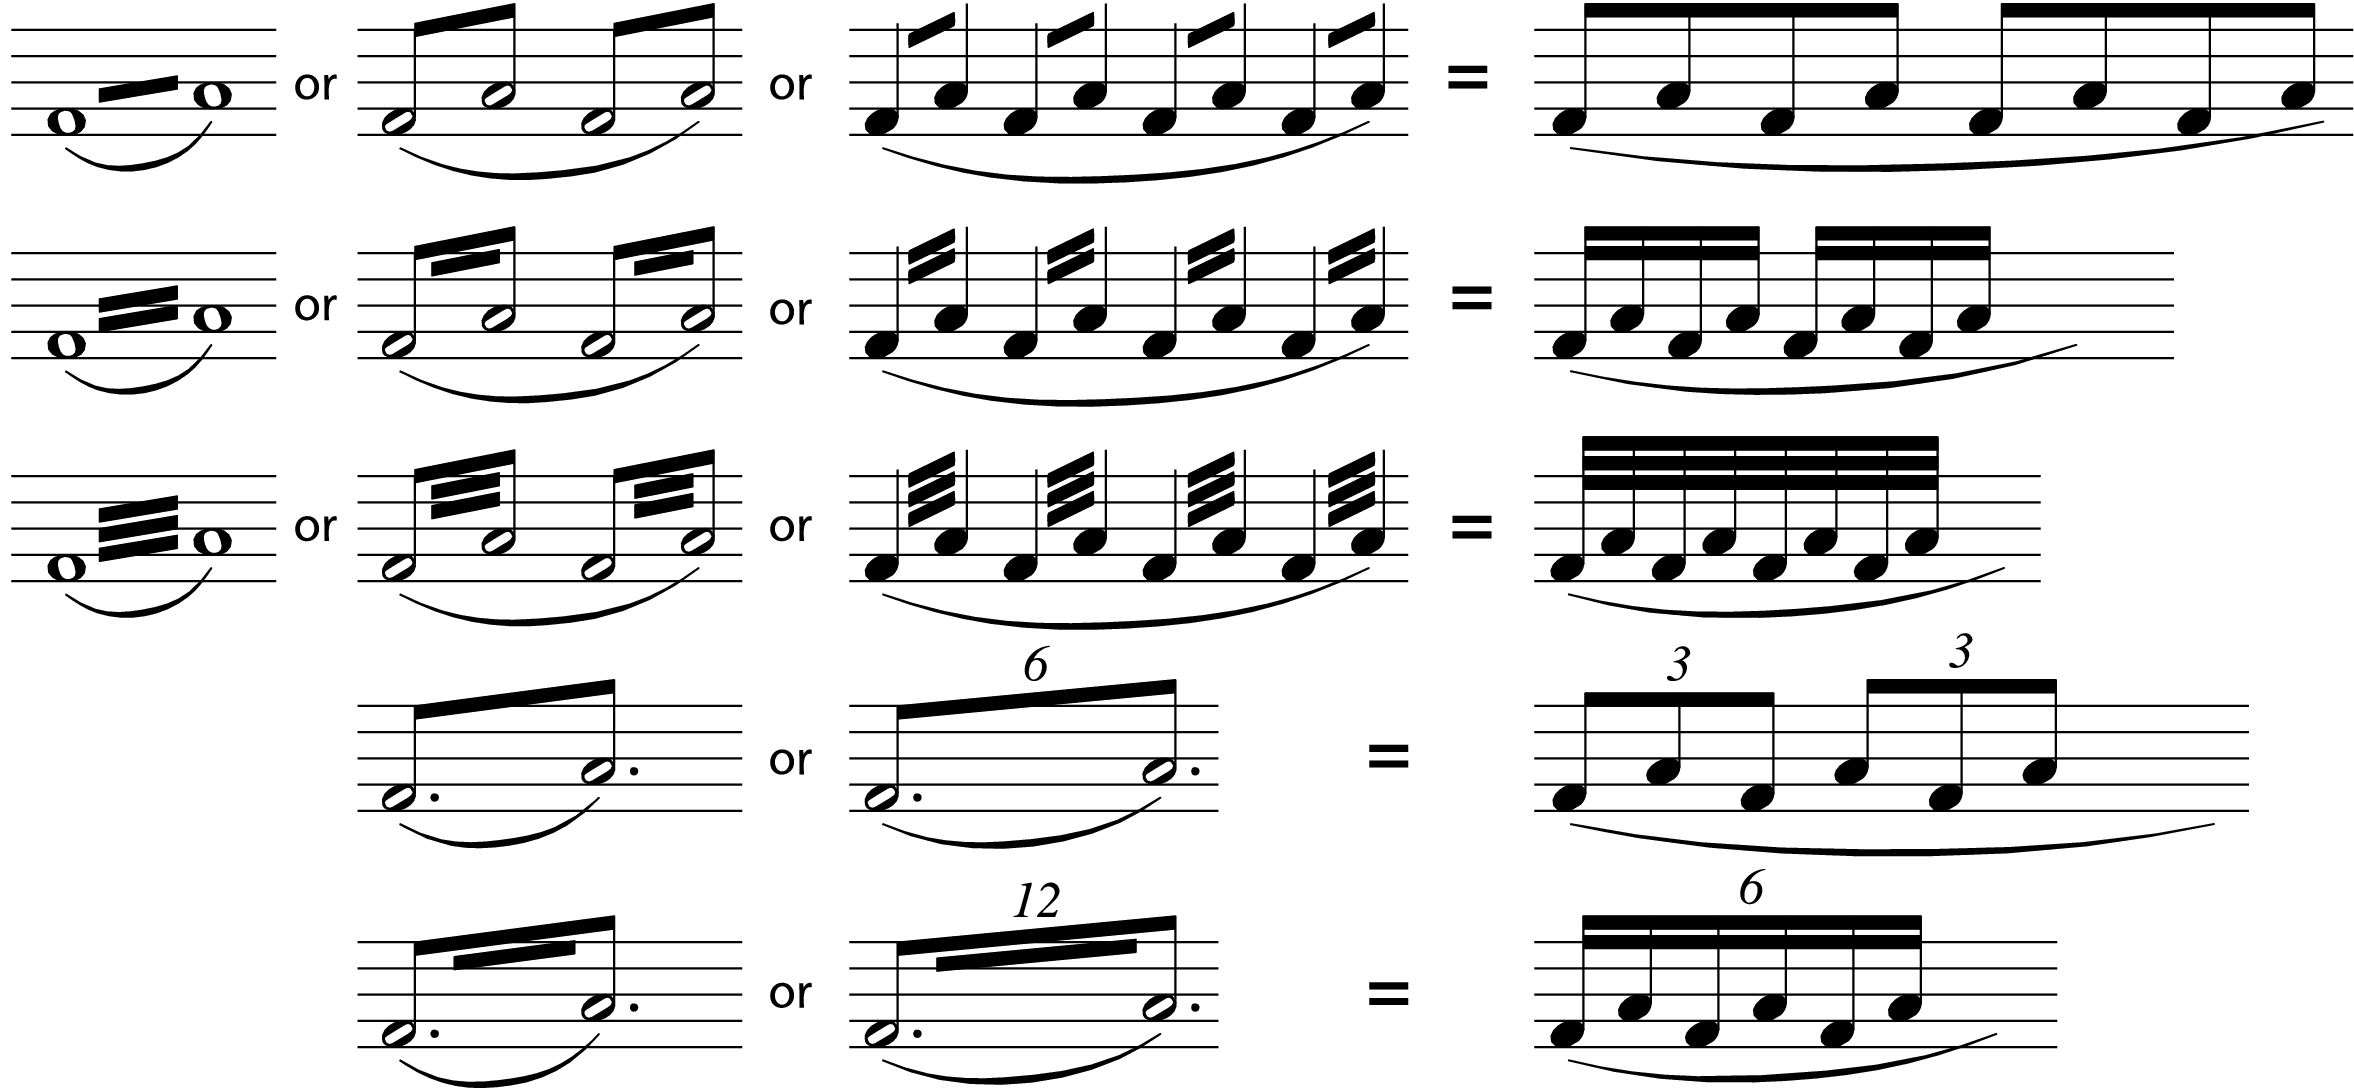 or or =
or or =
or or =
6 3 3
or =
12 6
or =